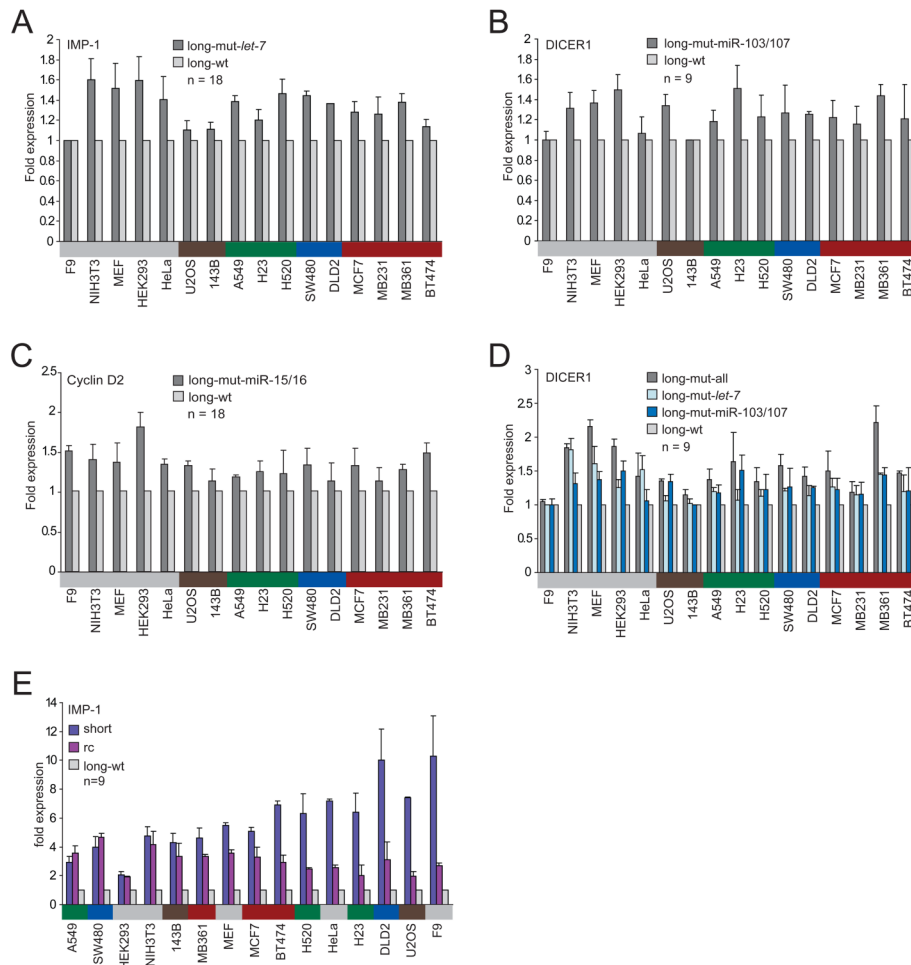 A
IMP-1
long-mut-let-7
long-wt
n = 18
Fold expression
2
1.8
1.6
1.4
1.2
1
0.8
0.6
0.4
0.2
0
F9
NIH3T3
MEF
HEK293
HeLa
U2OS
143B
A549
H23
H520
SW480
DLD2
MCF7
MB231
MB361
BT474
B
DICER1
long-mut-miR-103/107
long-wt
n = 9
Fold expression
2
1.8
1.6
1.4
1.2
1
0.8
0.6
0.4
0.2
0
F9
NIH3T3
MEF
HEK293
HeLa
U2OS
143B
A549
H23
H520
SW480
DLD2
MCF7
MB231
MB361
BT474
C
Cyclin D2
long-mut-miR-15/16
long-wt
n = 18
Fold expression
2.5
2
1.5
1
0.5
0
F9
NIH3T3
MEF
HEK293
HeLa
U2OS
143B
A549
H23
H520
SW480
DLD2
MCF7
MB231
MB361
BT474
D
DICER1
long-mut-all
long-mut-let-7
long-mut-miR-103/107
long-wt
n = 9
Fold expression
2.5
2
1.5
1
0.5
0
F9
NIH3T3
MEF
HEK293
HeLa
U2OS
143B
A549
H23
H520
SW480
DLD2
MCF7
MB231
MB361
BT474
E
IMP-1
short
rc
long-wt
n=9
fold expression
14
12
10
8
6
4
2
0
A549
SW480
HEK293
NIH3T3
143B
MB361
MEF
MCF7
BT474
H520
HeLa
H23
DLD2
U2OS
F9